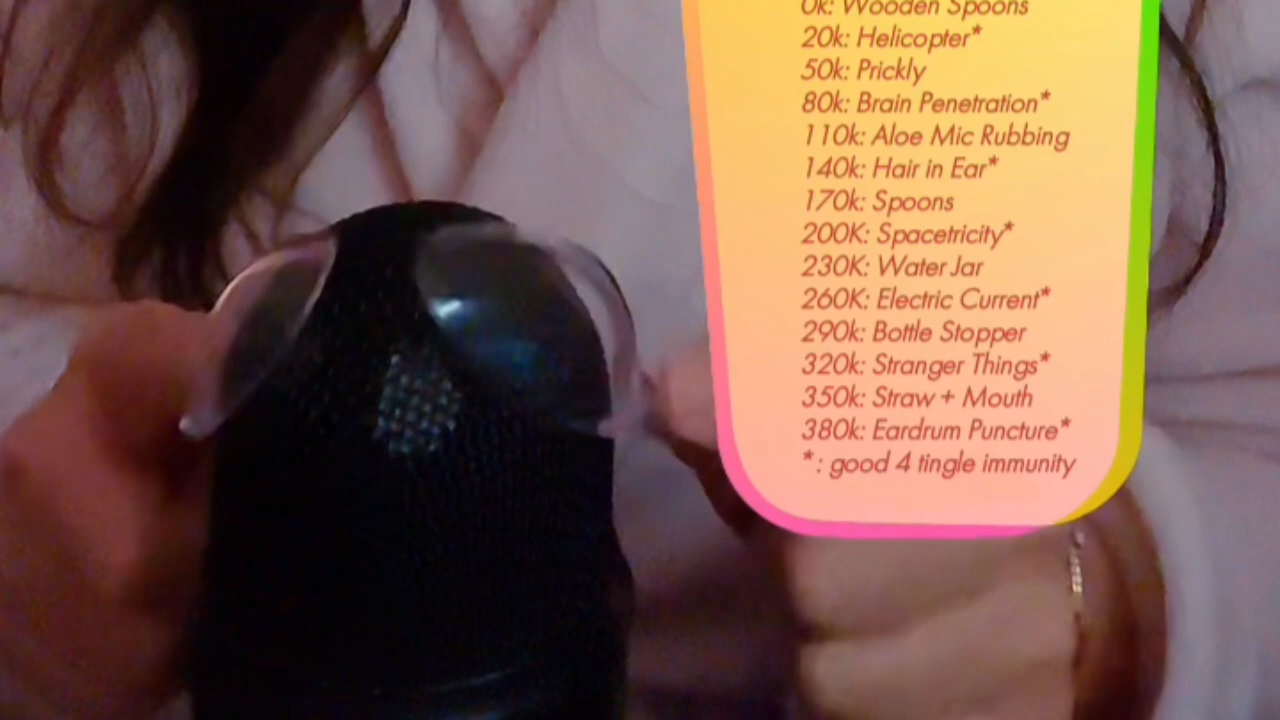 0k: Wooden Spoons
20k: Helicopter*
50k: Prickly
80k: Brain Penetration*
110k: Aloe Mic Rubbing
140k: Hair in Ear*
170k: Spoons
200K: Spacetricity*
230K: Water Jar
260K: Electric Current*
290k: Bottle Stopper
320k: Stranger Things*
350k: Straw + Mouth
380k: Eardrum Puncture*
*: good 4 tingle immunity